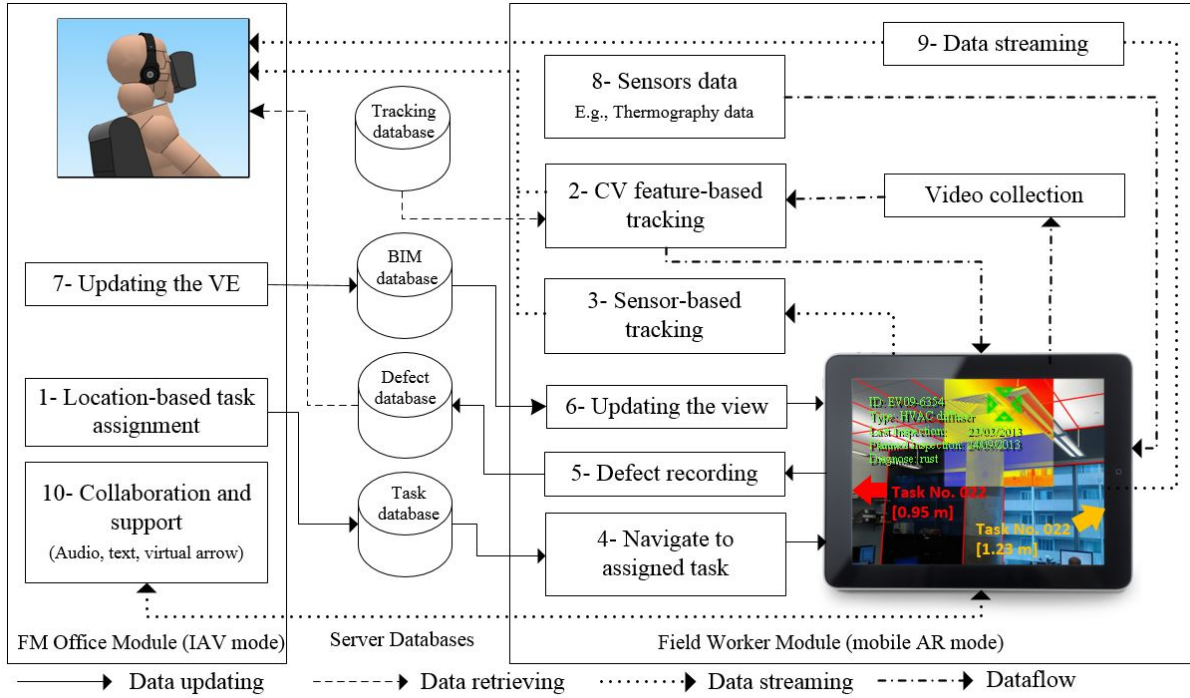 9- Data streaming
8- Sensors data
E.g., Thermography data
Tracking
database
2- CV feature-based
tracking
Video collection
BIM
database
7- Updating the VE
3- Sensor-based
tracking
Defect
database
1- Location-based task
assignment
6- Updating the view
ID: EV09-6354
Type: HVAC diffuser
Last Inspection: 22/03/2013
Planned Inspection: 24/09/2013
Diagnose: rust
5- Defect recording
10- Collaboration and
support
(Audio, text, virtual arrow)
Task
database
4- Navigate to
assigned task
Task No. 022
[0.95 m]
Task No. 022
[1.23 m]
FM Office Module (IAV mode)
Server Databases
Field Worker Module (mobile AR mode)
Data updating
Data retrieving
Data streaming
Dataflow